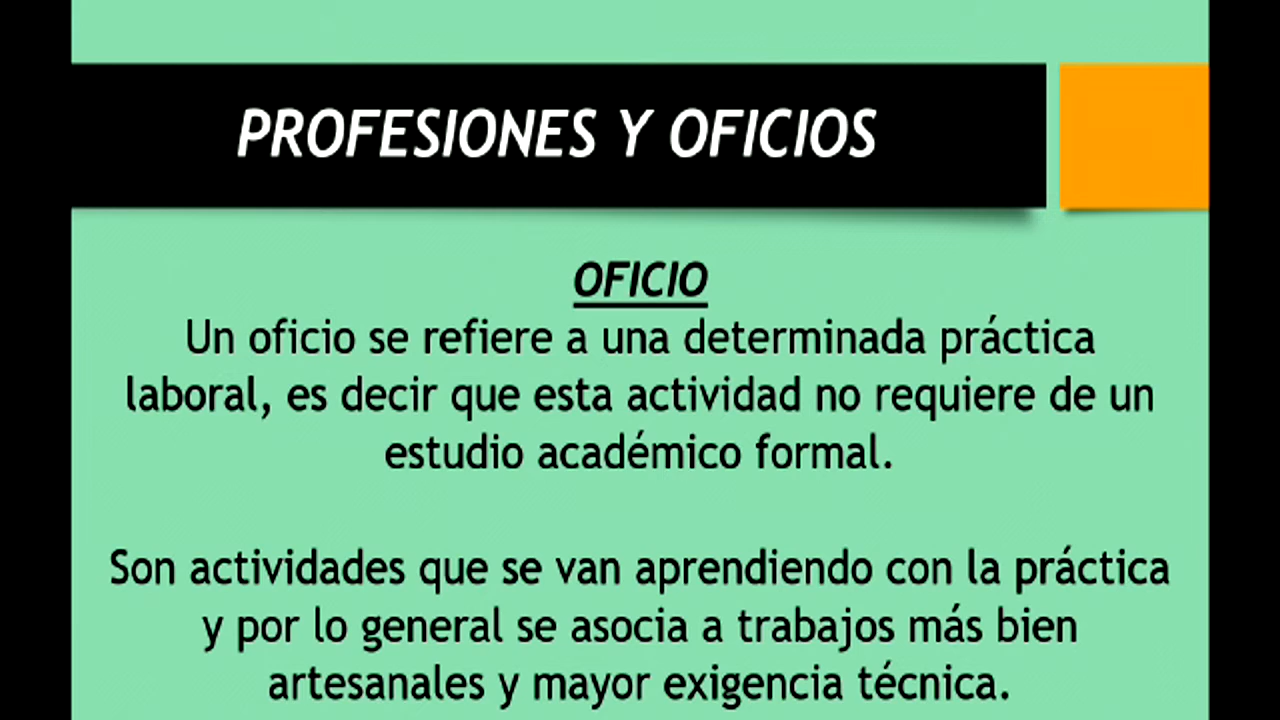 PROFESIONES Y OFICIOS
OFICIO
Un oficio se refiere a una determinada práctica
laboral, es decir que esta actividad no requiere de un
estudio académico formal.
Son actividades que se van aprendiendo con la práctica
y por lo general se asocia a trabajos más bien
artesanales y mayor exigencia técnica.